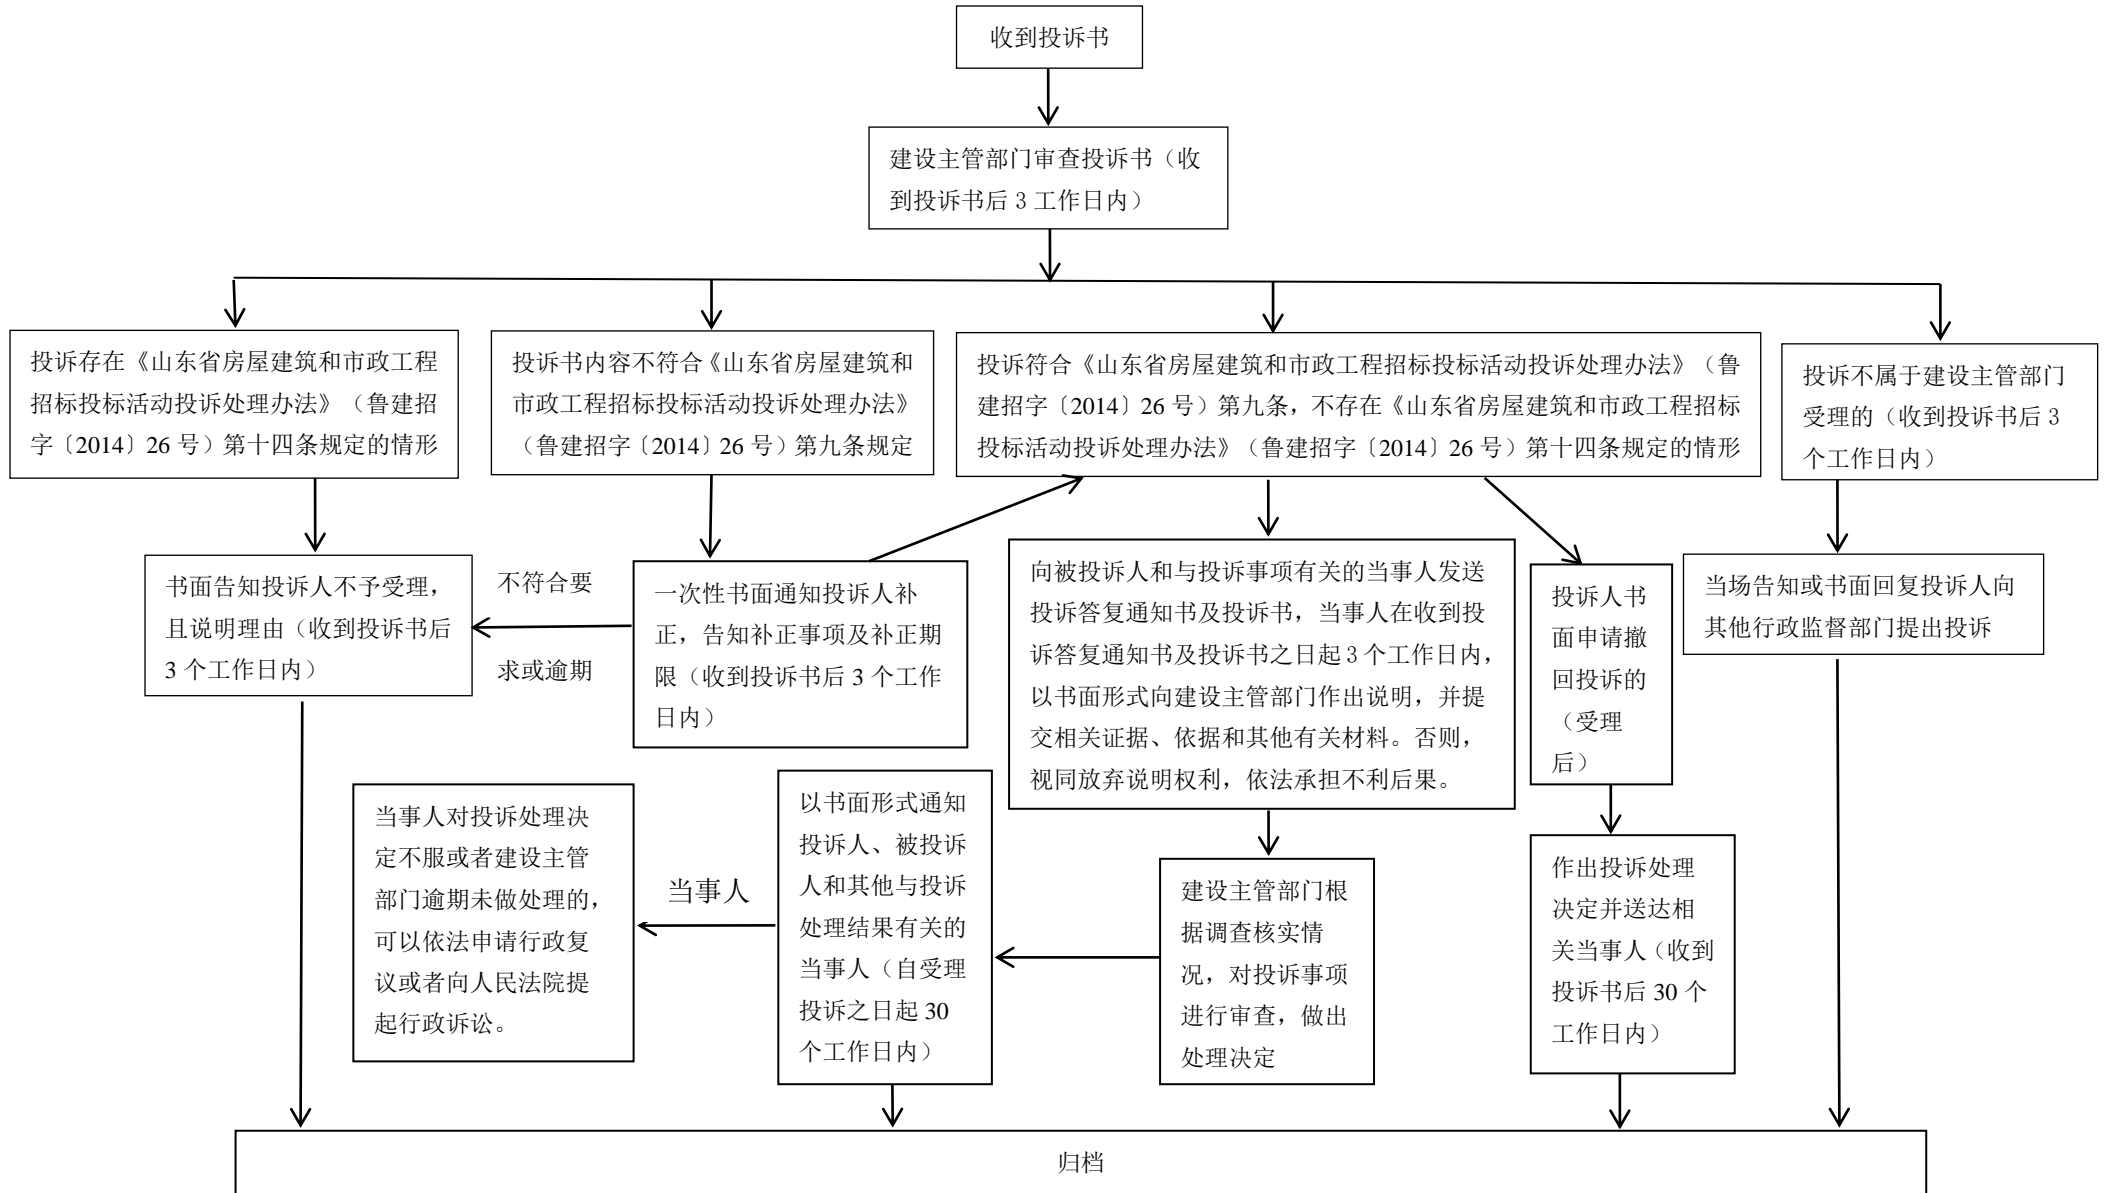 收到投诉书
建设主管部门审查投诉书（收
到投诉书后 3 工作日内）
投诉存在《山东省房屋建筑和市政工程
招标投标活动投诉处理办法》（鲁建招
字〔2014〕26 号）第十四条规定的情形
投诉书内容不符合《山东省房屋建筑和
市政工程招标投标活动投诉处理办法》
（鲁建招字〔2014〕26 号）第九条规定
投诉符合《山东省房屋建筑和市政工程招标投标活动投诉处理办法》（鲁
建招字〔2014〕26 号）第九条，不存在《山东省房屋建筑和市政工程招标
投标活动投诉处理办法》（鲁建招字〔2014〕26 号）第十四条规定的情形
投诉不属于建设主管部门
受理的（收到投诉书后 3
个工作日内）
书面告知投诉人不予受理，
且说明理由（收到投诉书后
3 个工作日内）
不符合要
求或逾期
一次性书面通知投诉人补
正，告知补正事项及补正期
限（收到投诉书后 3 个工作
日内）
向被投诉人和与投诉事项有关的当事人发送
投诉答复通知书及投诉书，当事人在收到投
诉答复通知书及投诉书之日起 3 个工作日内，
以书面形式向建设主管部门作出说明，并提
交相关证据、依据和其他有关材料。否则，
视同放弃说明权利，依法承担不利后果。
投诉人书
面申请撤
回投诉的
（受理
后）
当场告知或书面回复投诉人向
其他行政监督部门提出投诉
当事人对投诉处理决
定不服或者建设主管
部门逾期未做处理的，
可以依法申请行政复
议或者向人民法院提
起行政诉讼。
当事人
以书面形式通知
投诉人、被投诉
人和其他与投诉
处理结果有关的
当事人（自受理
投诉之日起 30
个工作日内）
建设主管部门根
据调查核实情
况，对投诉事项
进行审查，做出
处理决定
作出投诉处理
决定并送达相
关当事人（收到
投诉书后 30 个
工作日内）
归档